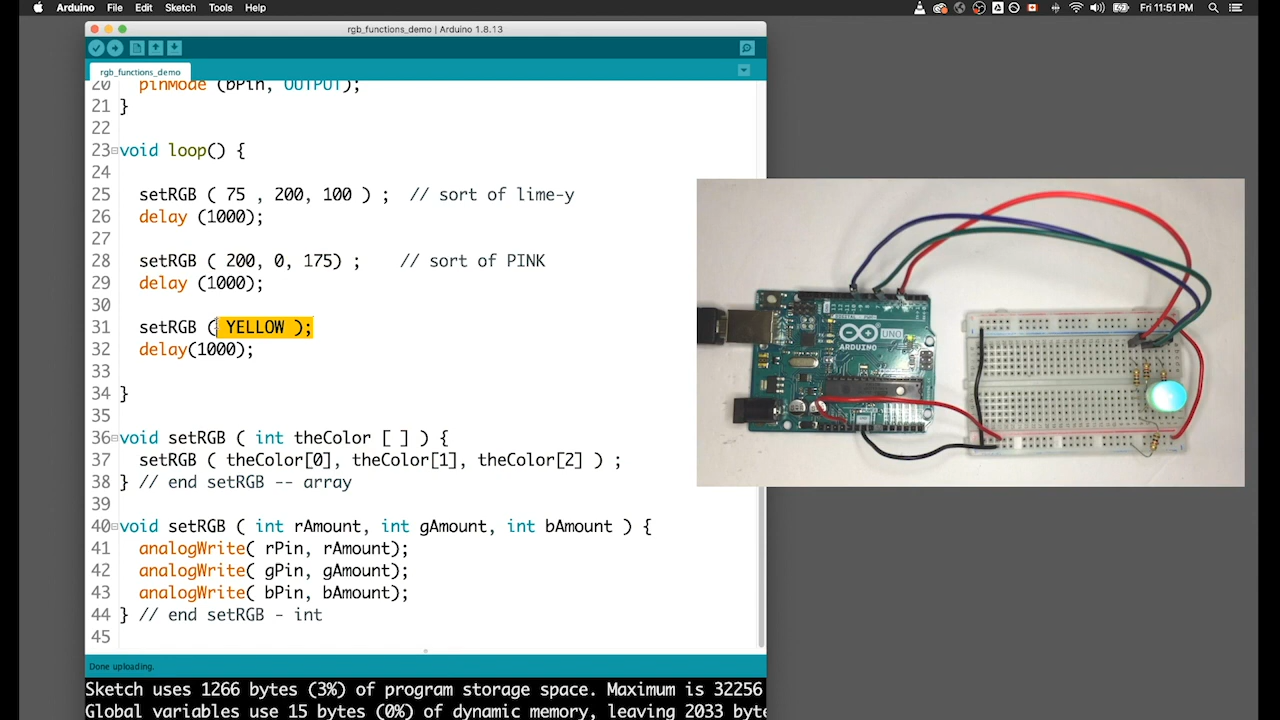 Arduino File Edit Sketch Tools Help Fri 11:51 PM
rgb_functions_demo | Arduino 1.8.13
rgb_functions_demo
20 pinMode (bPin, OUTPUT);
21 }
22
23 void loop() {
24
25 setRGB ( 75 , 200, 100 ) ; // sort of lime-y
26 delay (1000);
27
28 setRGB ( 200, 0, 175) ; // sort of PINK
29 delay (1000);
30
31 setRGB ( YELLOW );
32 delay(1000);
33
34 }
35
36 void setRGB ( int theColor [ ] ) {
37 setRGB ( theColor[0], theColor[1], theColor[2] ) ;
38 } // end setRGB -- array
39
40 void setRGB ( int rAmount, int gAmount, int bAmount ) {
41 analogWrite( rPin, rAmount);
42 analogWrite( gPin, gAmount);
43 analogWrite( bPin, bAmount);
44 } // end setRGB - int
45
Done uploading.
Sketch uses 1266 bytes (3%) of program storage space. Maximum is 32256
Global variables use 15 bytes (0%) of dynamic memory, leaving 2033 byte
UNO
ARDUINO